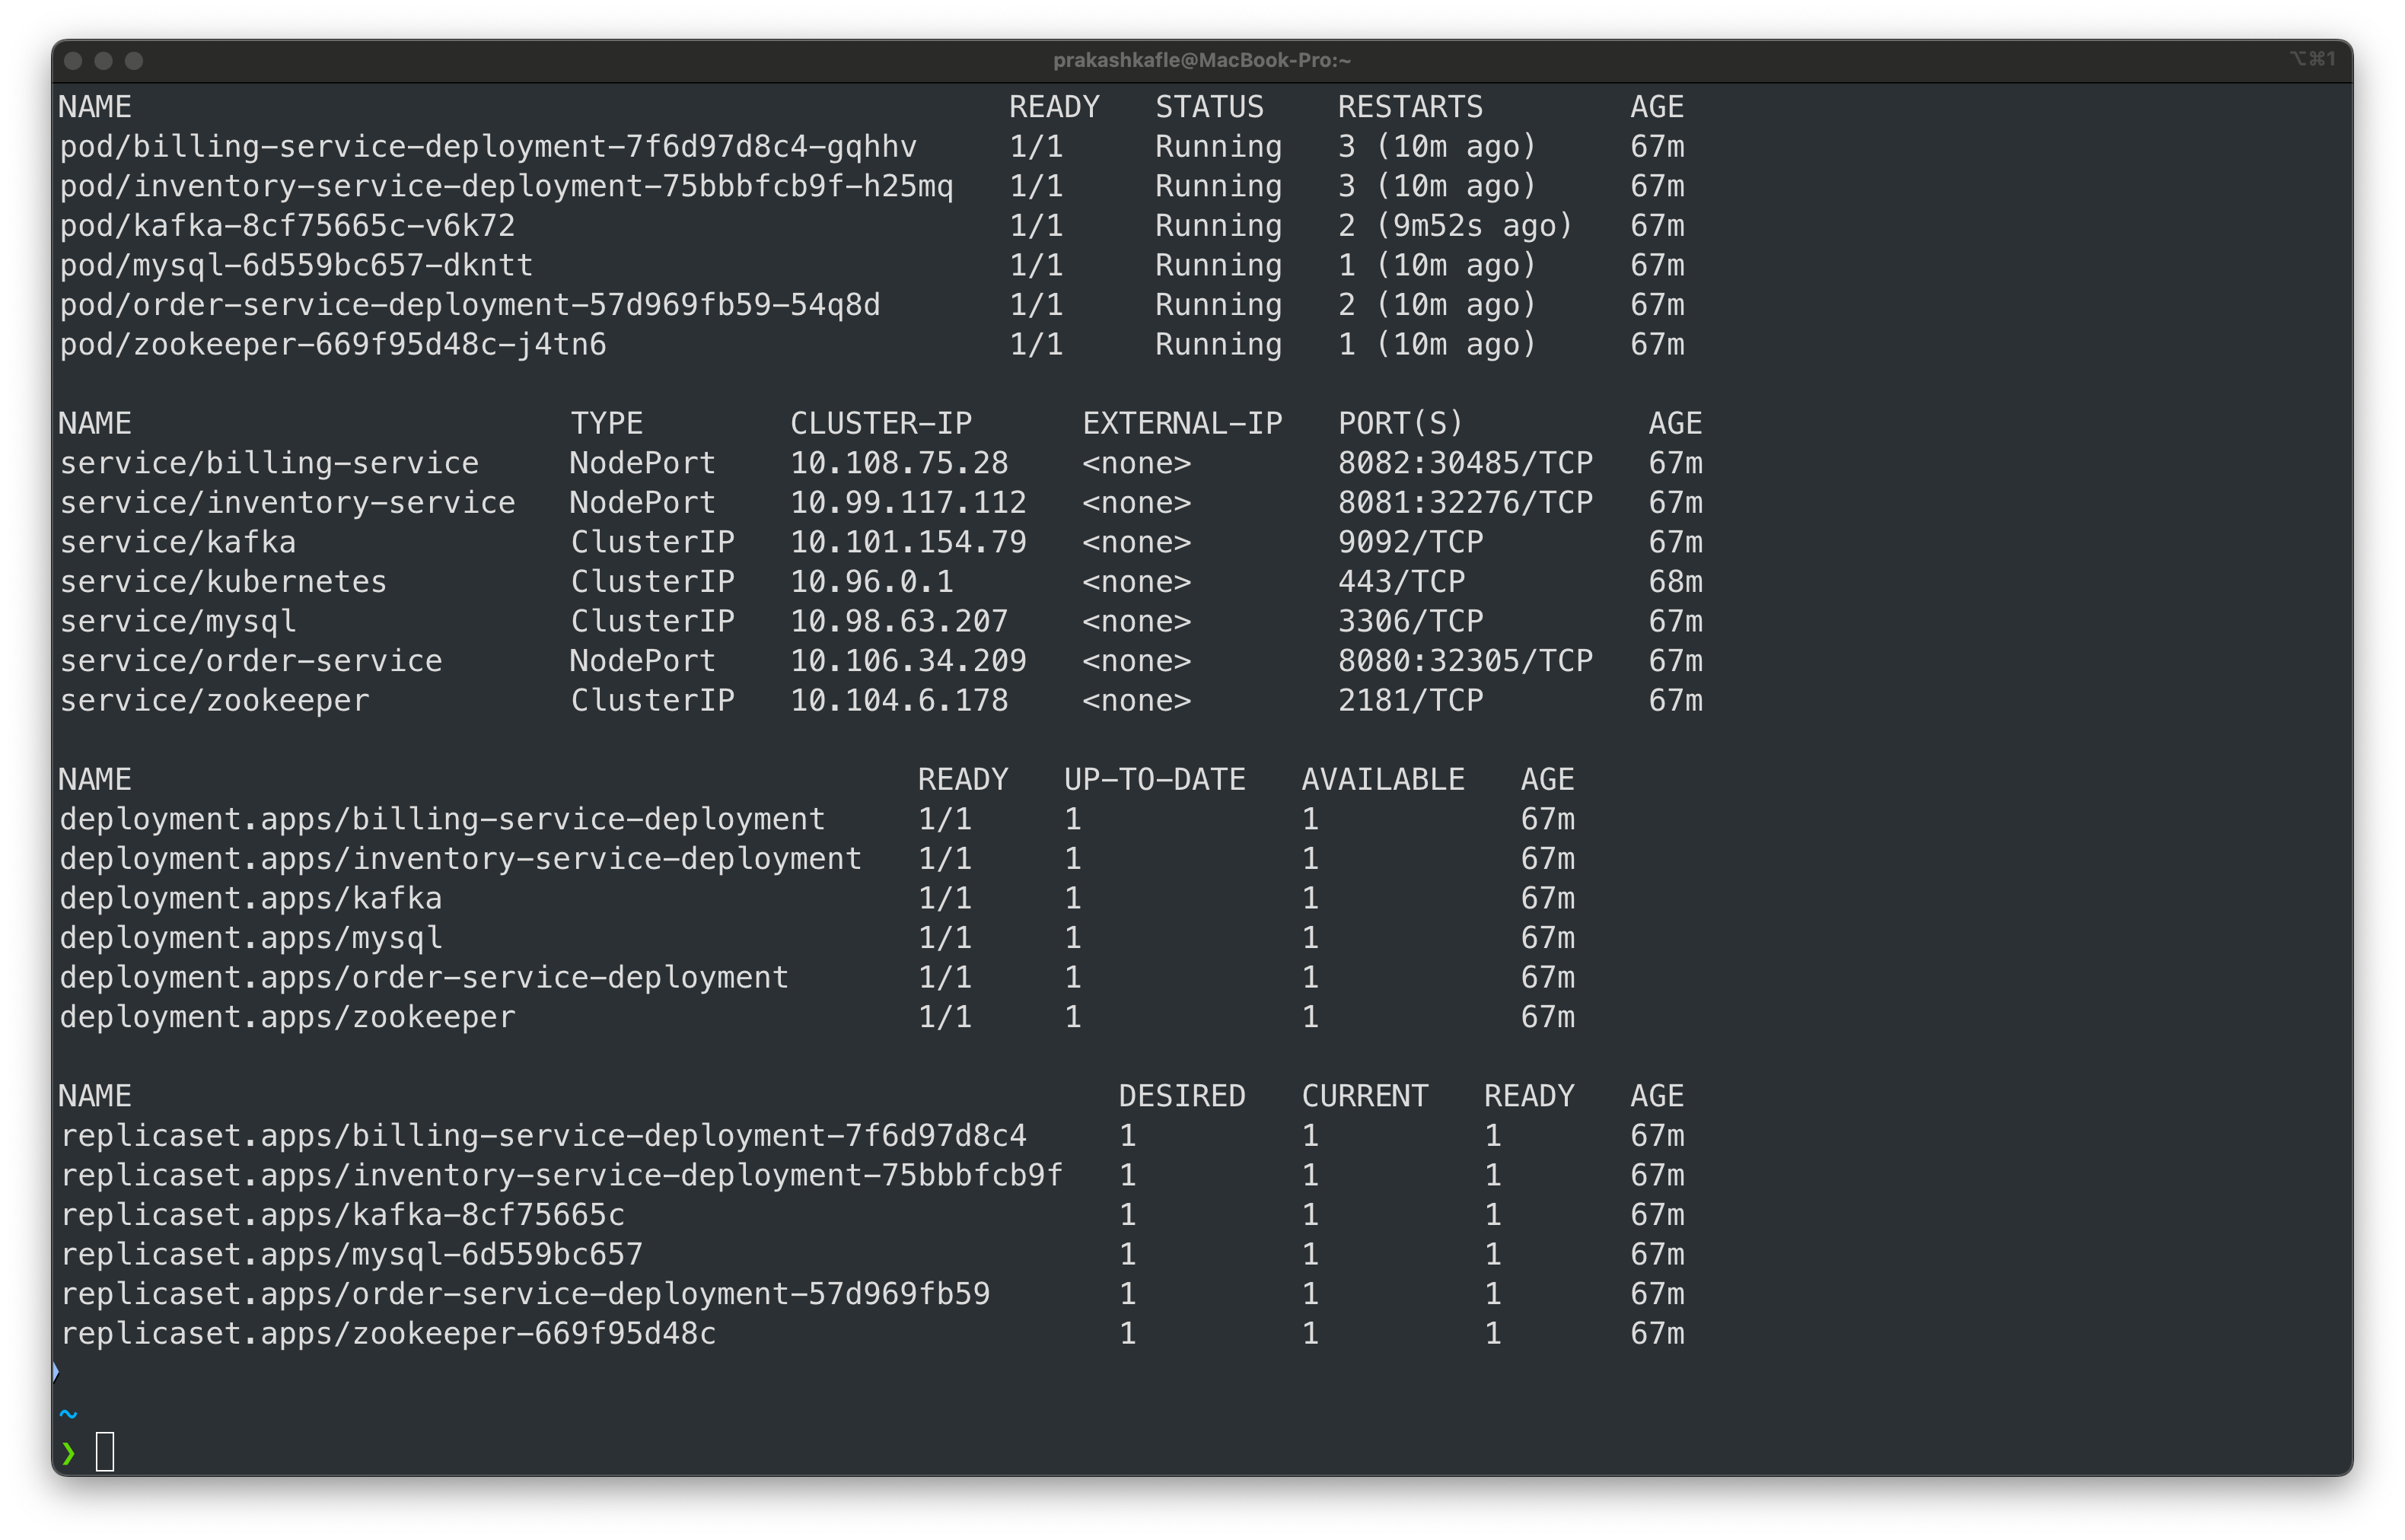 prakashkafle@MacBook-Pro:~ ⌥⌘1
NAME READY STATUS RESTARTS AGE
pod/billing-service-deployment-7f6d97d8c4-gqhhv 1/1 Running 3 (10m ago) 67m
pod/inventory-service-deployment-75bbbfcb9f-h25mq 1/1 Running 3 (10m ago) 67m
pod/kafka-8cf75665c-v6k72 1/1 Running 2 (9m52s ago) 67m
pod/mysql-6d559bc657-dkntt 1/1 Running 1 (10m ago) 67m
pod/order-service-deployment-57d969fb59-54q8d 1/1 Running 2 (10m ago) 67m
pod/zookeeper-669f95d48c-j4tn6 1/1 Running 1 (10m ago) 67m
NAME TYPE CLUSTER-IP EXTERNAL-IP PORT(S) AGE
service/billing-service NodePort 10.108.75.28 <none> 8082:30485/TCP 67m
service/inventory-service NodePort 10.99.117.112 <none> 8081:32276/TCP 67m
service/kafka ClusterIP 10.101.154.79 <none> 9092/TCP 67m
service/kubernetes ClusterIP 10.96.0.1 <none> 443/TCP 68m
service/mysql ClusterIP 10.98.63.207 <none> 3306/TCP 67m
service/order-service NodePort 10.106.34.209 <none> 8080:32305/TCP 67m
service/zookeeper ClusterIP 10.104.6.178 <none> 2181/TCP 67m
NAME READY UP-TO-DATE AVAILABLE AGE
deployment.apps/billing-service-deployment 1/1 1 1 67m
deployment.apps/inventory-service-deployment 1/1 1 1 67m
deployment.apps/kafka 1/1 1 1 67m
deployment.apps/mysql 1/1 1 1 67m
deployment.apps/order-service-deployment 1/1 1 1 67m
deployment.apps/zookeeper 1/1 1 1 67m
NAME DESIRED CURRENT READY AGE
replicaset.apps/billing-service-deployment-7f6d97d8c4 1 1 1 67m
replicaset.apps/inventory-service-deployment-75bbbfcb9f 1 1 1 67m
replicaset.apps/kafka-8cf75665c 1 1 1 67m
replicaset.apps/mysql-6d559bc657 1 1 1 67m
replicaset.apps/order-service-deployment-57d969fb59 1 1 1 67m
replicaset.apps/zookeeper-669f95d48c 1 1 1 67m
~
❯